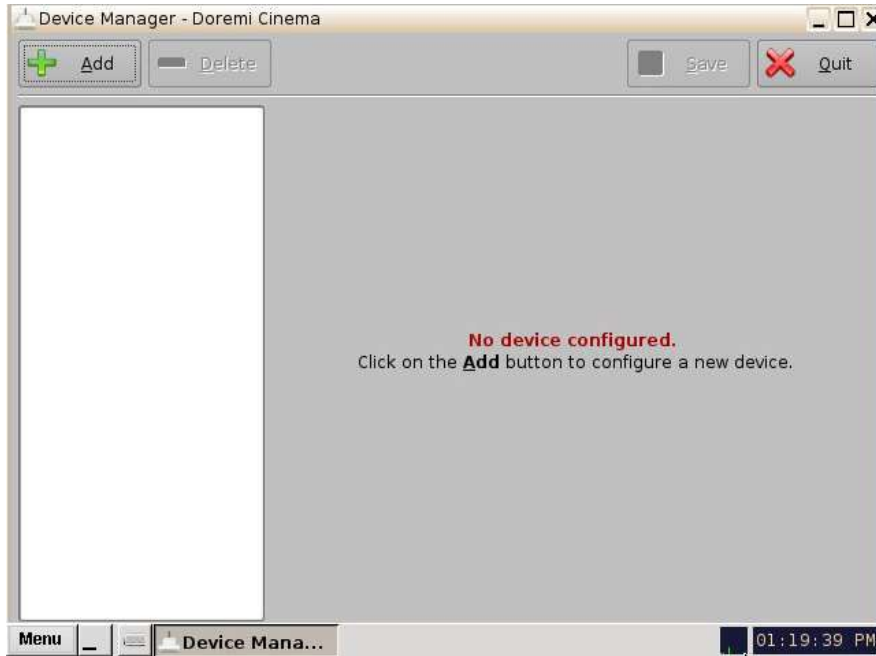 Device Manager - Doremi Cinema
Add
Delete
Save
Quit
No device configured.
Click on the Add button to configure a new device.
Menu
Device Mana...
01:19:39 PM